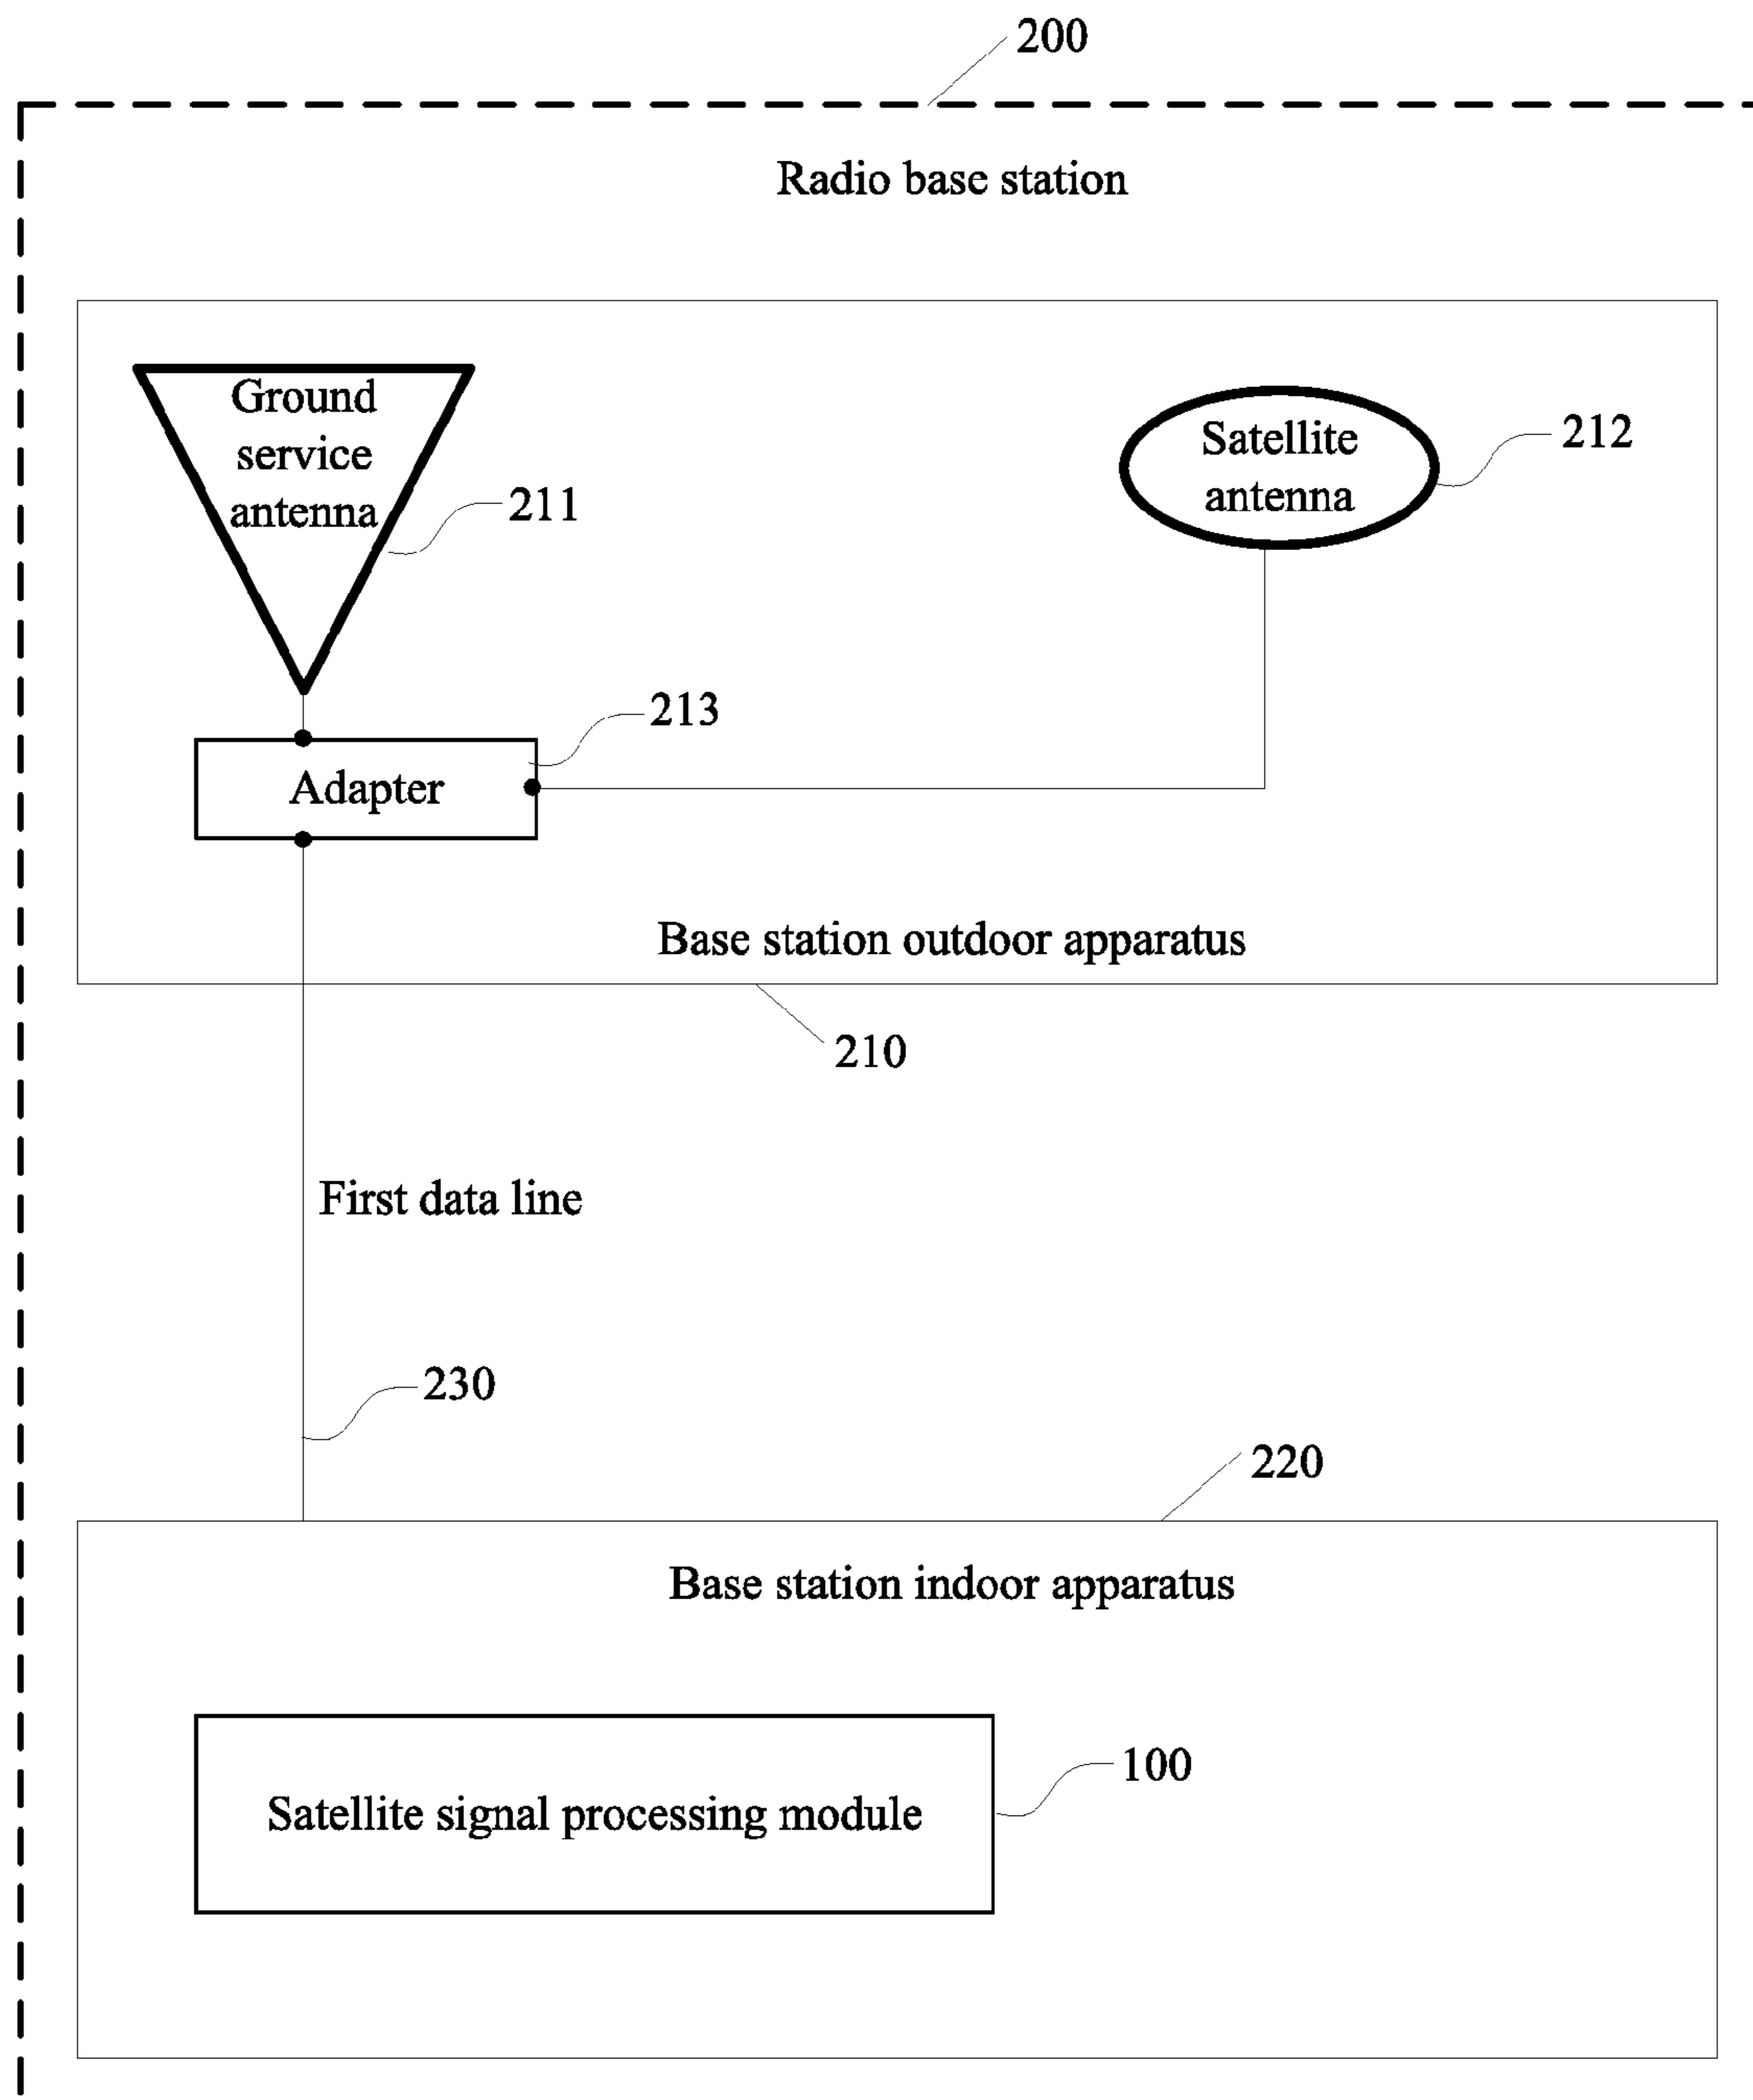 200
Radio base station
Ground
service
antenna
211
Satellite
antenna
212
213
Adapter
Base station outdoor apparatus
210
First data line
230
220
Base station indoor apparatus
100
Satellite signal processing module